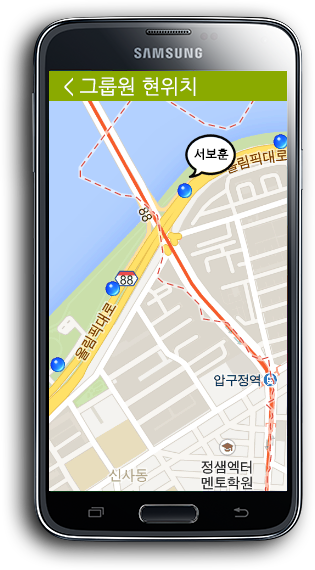 SAMSUNG
그룹원 현위치
서보훈
올림픽대로
88
88
올림픽대로
압구정역
정샘엑터
멘토학원
신사동